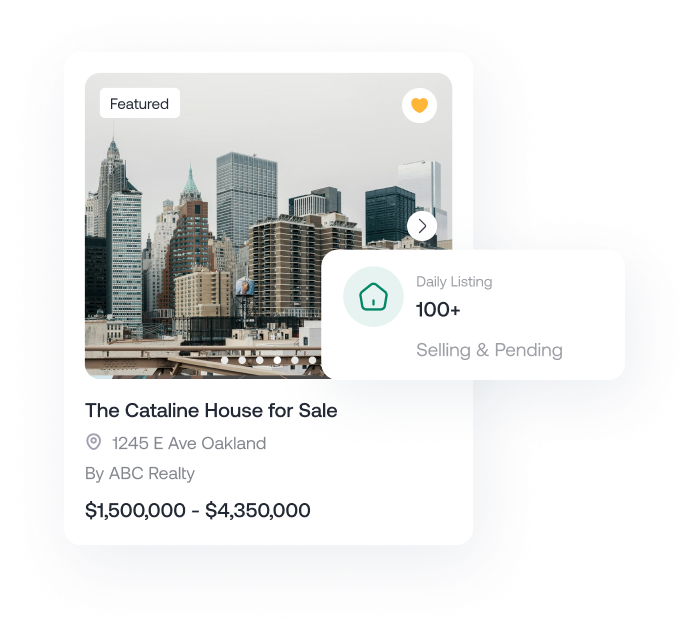 Featured
Daily Listing
100+
Selling & Pending
The Cataline House for Sale
1245 E Ave Oakland
By ABC Realty
$1,500,000 - $4,350,000